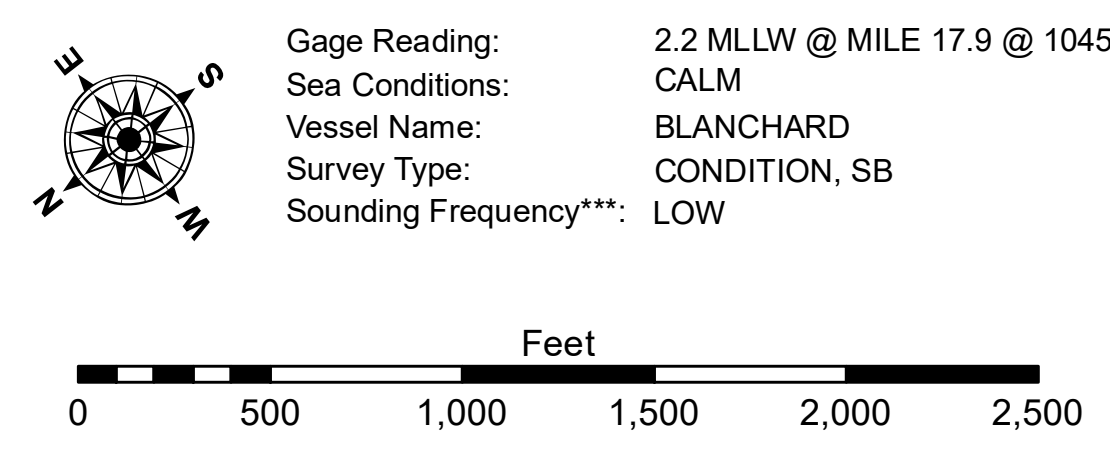 E
S
N
W
Gage Reading: 2.2 MLLW @ MILE 17.9 @ 1045
Sea Conditions: CALM
Vessel Name: BLANCHARD
Survey Type: CONDITION, SB
Sounding Frequency***: LOW
Feet
0 500 1,000 1,500 2,000 2,500